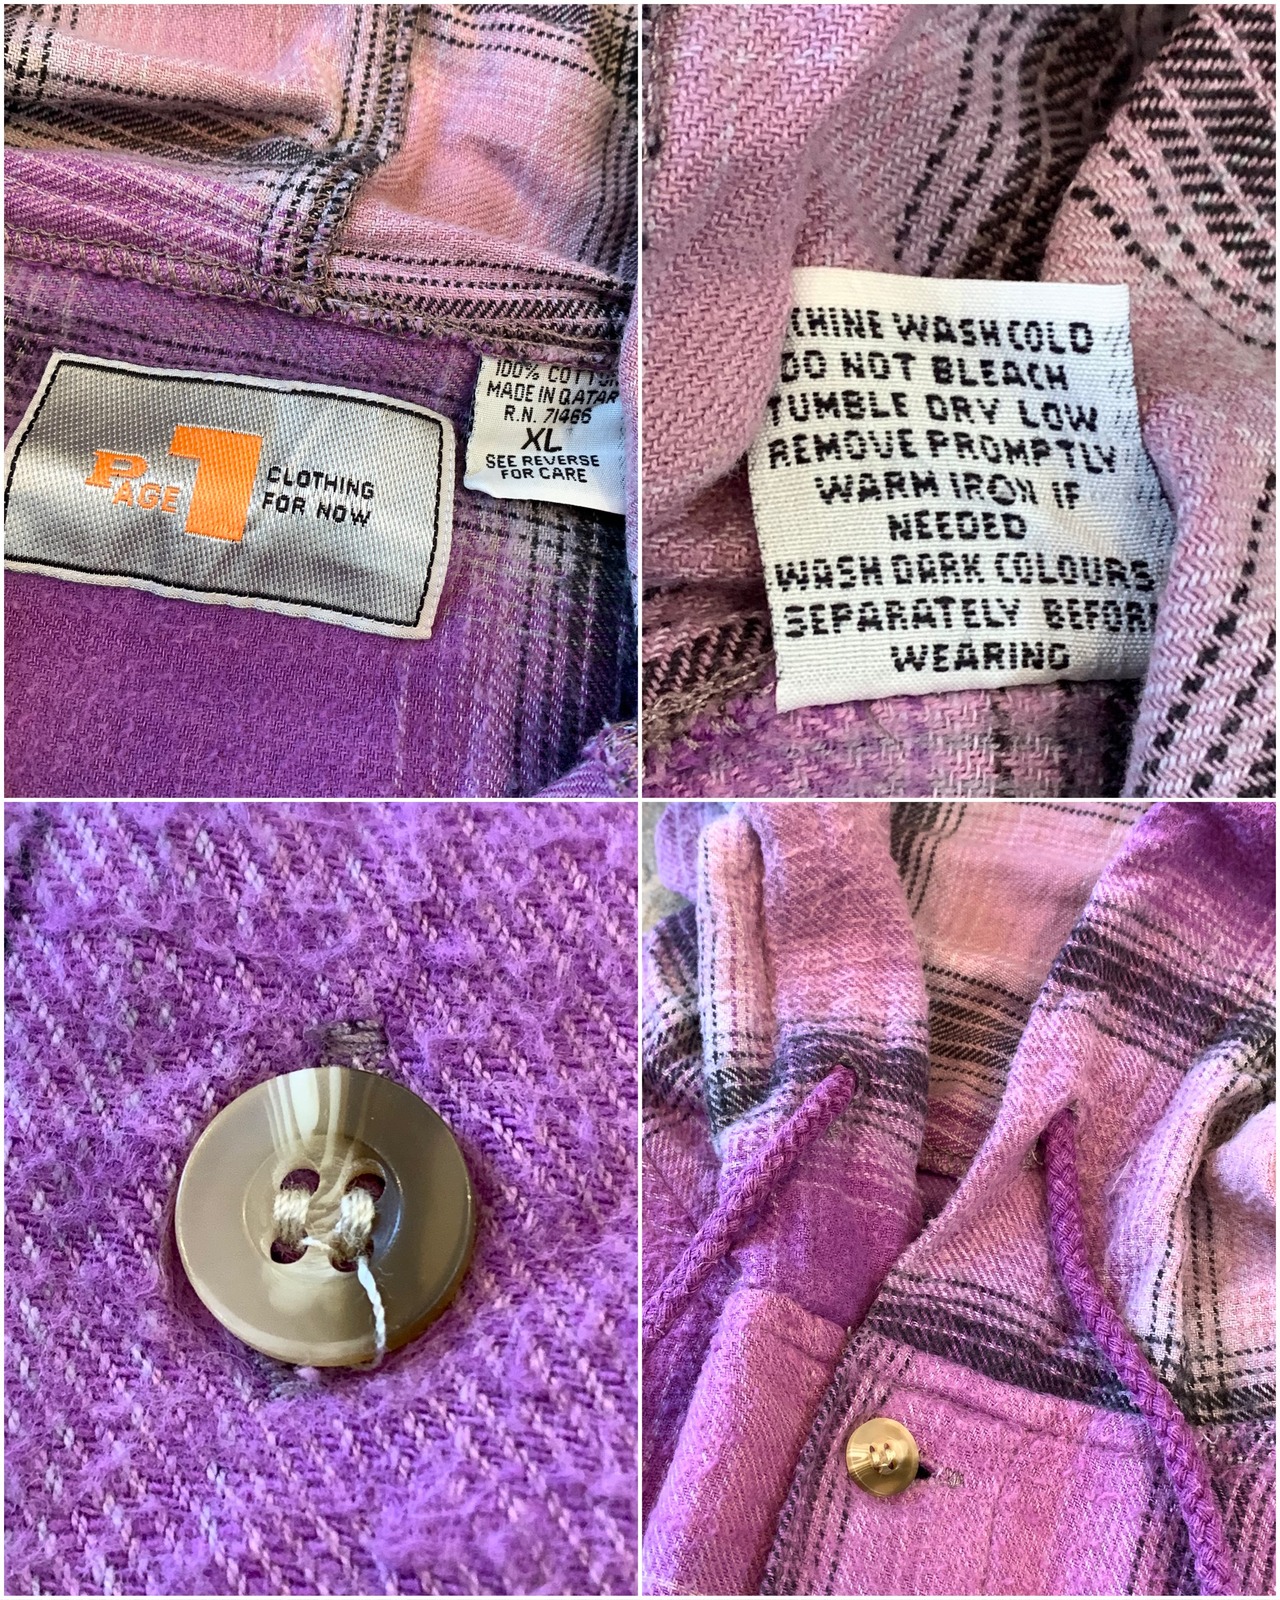 PAGE 1 CLOTHING
FOR NOW
100% COTTON
MADE IN QATAR
R.N. 71466
XL
SEE REVERSE
FOR CARE
CHINE WASH COLD
DO NOT BLEACH
TUMBLE DRY LOW
REMOVE PROMPTLY
WARM IRON IF
NEEDED
WASH DARK COLOURS
SEPARATELY BEFOR
WEARING